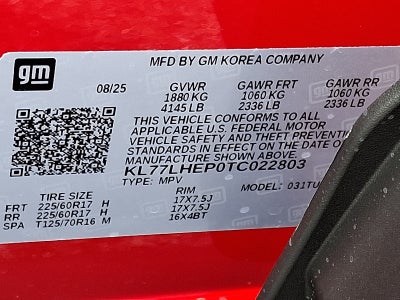 gm
MFD BY GM KOREA COMPANY
08/25 GVWR GAWR FRT GAWR RR
1880 KG 1060 KG 1060 KG
4145 LB 2336 LB 2336 LB
THIS VEHICLE CONFORMS TO ALL
APPLICABLE U.S. FEDERAL MOTOR
VEHICLE SAFETY AND THEFT PREVENTION
STANDARDS IN EFFECT ON THE DATE OF
MANUFACTURE SHOWN ABOVE.
KL77LHEP0TC022803
TYPE: MPV MODEL: 031TU
TIRE SIZE RIM
FRT 225/60R17 H 17X7.5J
RR 225/60R17 H 17X7.5J
SPA T125/70R16 M 16X4BT